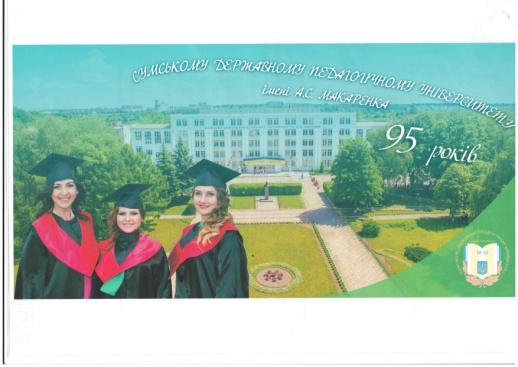 СУМСЬКОМУ ДЕРЖАВНОМУ ПЕДАГОГІЧНОМУ УНІВЕРСИТЕТУ
імені А.С. МАКАРЕНКА
95 років